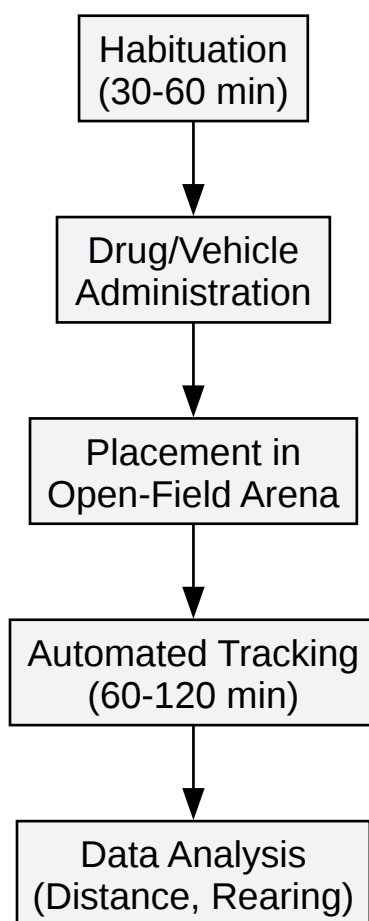 Habituation
(30-60 min)
Drug/Vehicle
Administration
Placement in
Open-Field Arena
Automated Tracking
(60-120 min)
Data Analysis
(Distance, Rearing)